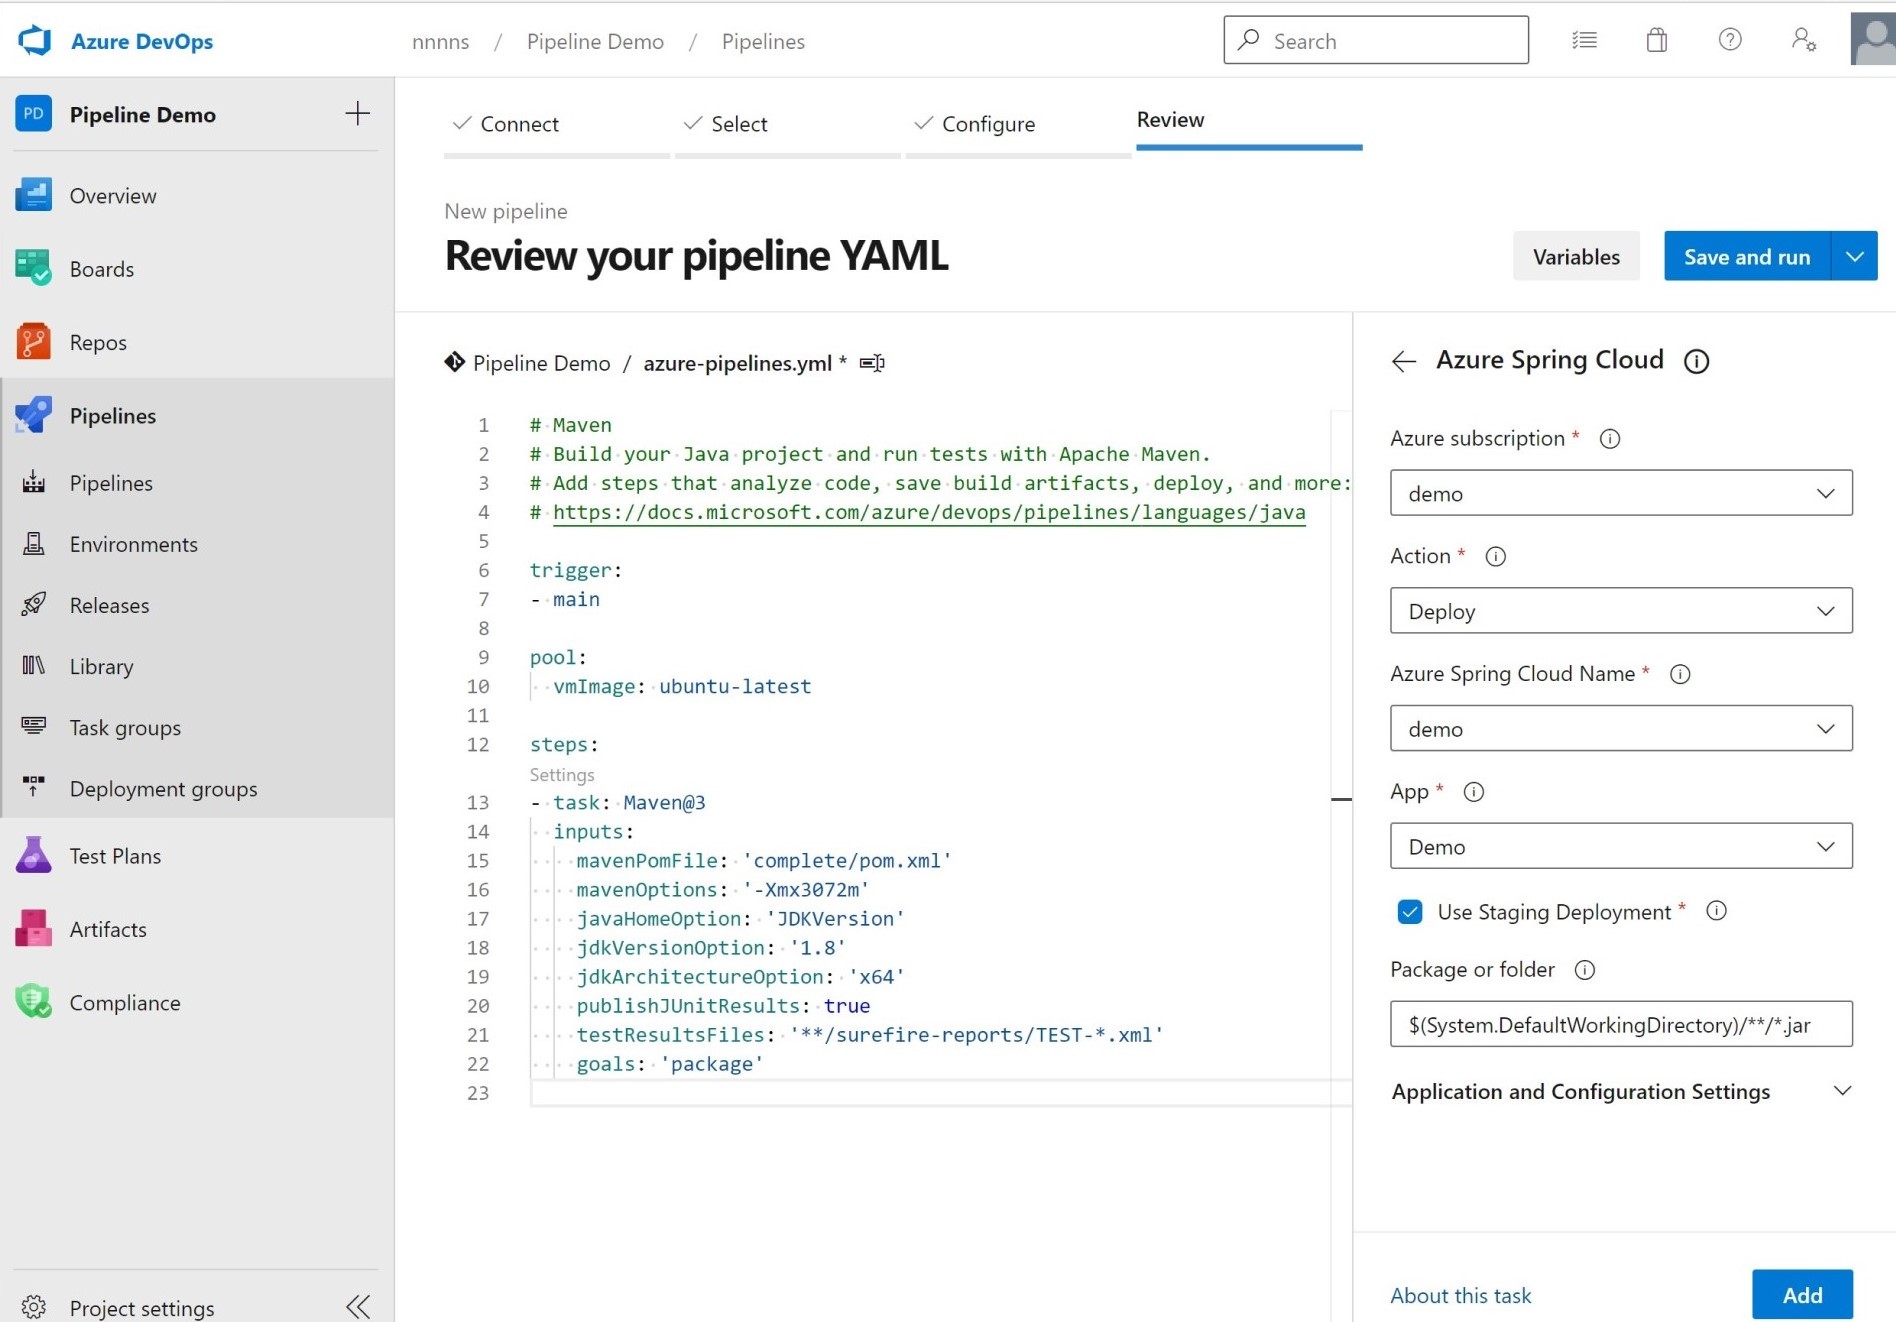 Azure DevOps
nnnns / Pipeline Demo / Pipelines
Search
PD Pipeline Demo
Overview
Boards
Repos
Pipelines
Pipelines
Environments
Releases
Library
Task groups
Deployment groups
Test Plans
Artifacts
Compliance
Project settings
Connect
Select
Configure
Review
New pipeline
Review your pipeline YAML
Variables
Save and run
Pipeline Demo / azure-pipelines.yml *
1 # Maven
2 # Build your Java project and run tests with Apache Maven.
3 # Add steps that analyze code, save build artifacts, deploy, and more:
4 # https://docs.microsoft.com/azure/devops/pipelines/languages/java
5
6 trigger:
7 - main
8
9 pool:
10 vmImage: ubuntu-latest
11
12 steps:
Settings
13 - task: Maven@3
14 inputs:
15 mavenPomFile: 'complete/pom.xml'
16 mavenOptions: '-Xmx3072m'
17 javaHomeOption: 'JDKVersion'
18 jdkVersionOption: '1.8'
19 jdkArchitectureOption: 'x64'
20 publishJUnitResults: true
21 testResultsFiles: '**/surefire-reports/TEST-*.xml'
22 goals: 'package'
23
Azure Spring Cloud
Azure subscription *
demo
Action *
Deploy
Azure Spring Cloud Name *
demo
App *
Demo
Use Staging Deployment *
Package or folder
$(System.DefaultWorkingDirectory)/**/*.jar
Application and Configuration Settings
About this task
Add